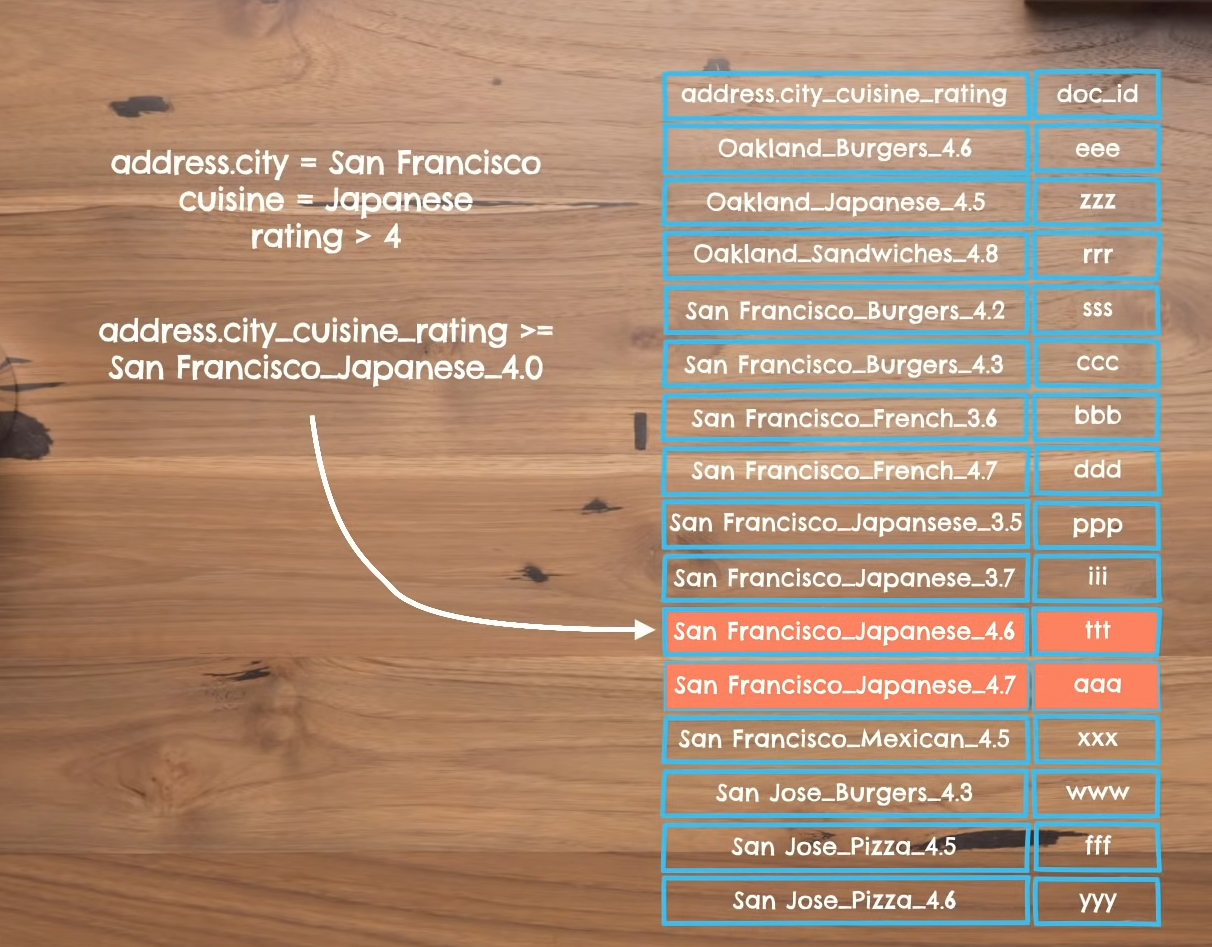 address.city = San Francisco
cuisine = Japanese
rating > 4
address.city_cuisine_rating >=
San Francisco_Japanese_4.0
address.city_cuisine_rating doc_id
Oakland_Burgers_4.6 eee
Oakland_Japanese_4.5 zzz
Oakland_Sandwiches_4.8 rrr
San Francisco_Burgers_4.2 sss
San Francisco_Burgers_4.3 ccc
San Francisco_French_3.6 bbb
San Francisco_French_4.7 ddd
San Francisco_Japansese_3.5 ppp
San Francisco_Japanese_3.7 iii
San Francisco_Japanese_4.6 ttt
San Francisco_Japanese_4.7 aaa
San Francisco_Mexican_4.5 xxx
San Jose_Burgers_4.3 www
San Jose_Pizza_4.5 fff
San Jose_Pizza_4.6 yyy